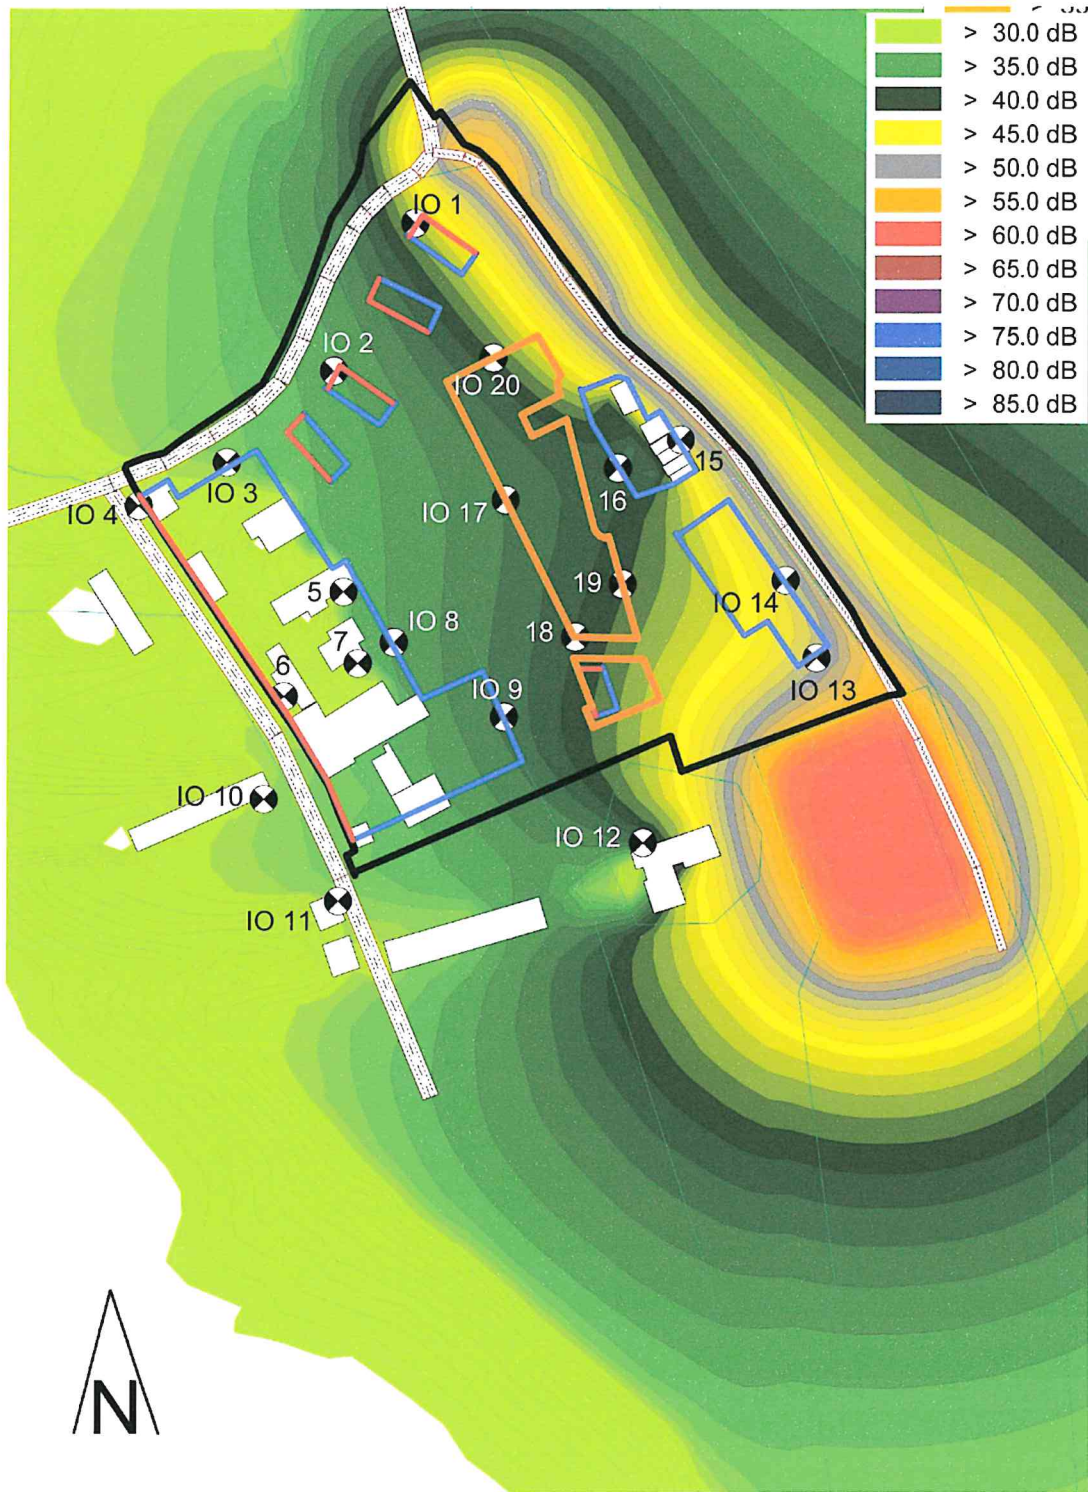 > 30.0 dB
> 35.0 dB
> 40.0 dB
> 45.0 dB
> 50.0 dB
> 55.0 dB
> 60.0 dB
> 65.0 dB
> 70.0 dB
> 75.0 dB
> 80.0 dB
> 85.0 dB
IO 1
IO 2
IO 20
IO 3
15
16
IO 4
IO 17
5
19
IO 14
IO 8
18
7
6
IO 13
IO 9
IO 10
IO 12
IO 11
N